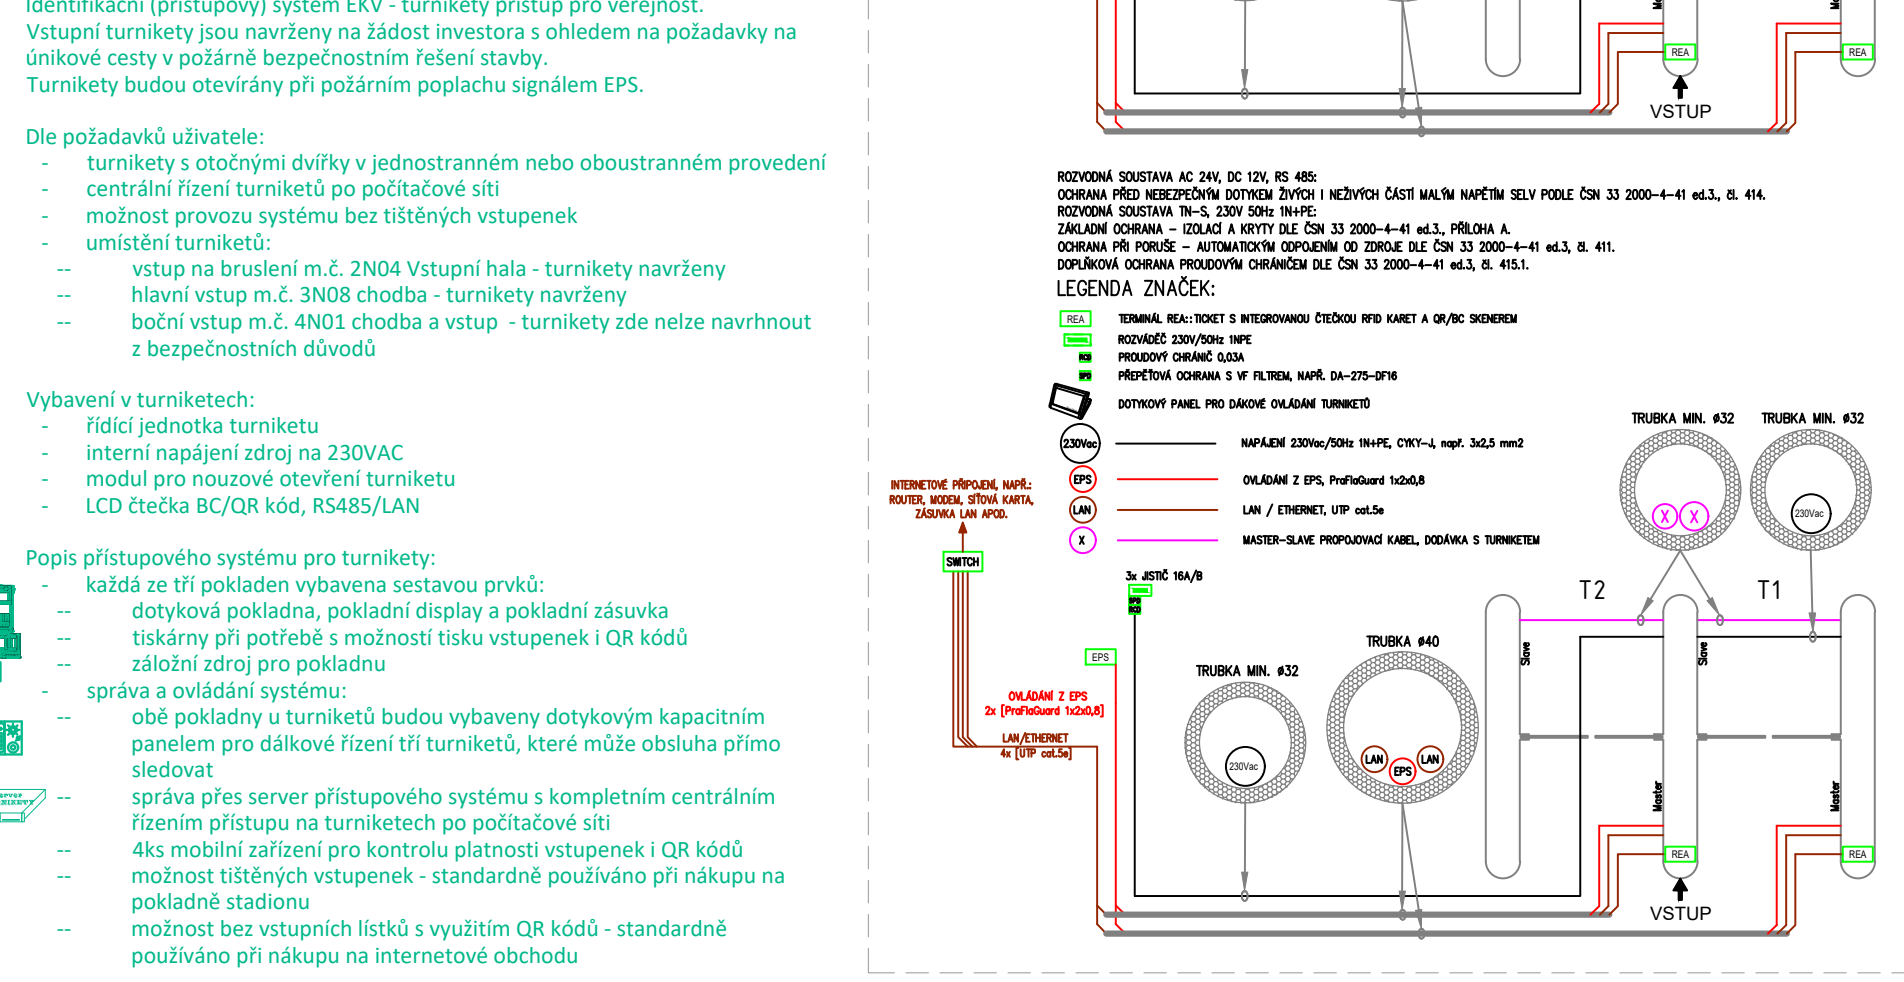 Identifikační (přístupový) systém EKV - turnikety přístup pro veřejnost.
Vstupní turnikety jsou navrženy na žádost investora s ohledem na požadavky na
únikové cesty v požárně bezpečnostním řešení stavby.
Turnikety budou otevírány při požárním poplachu signálem EPS.
Dle požadavků uživatele:
- turnikety s otočnými dvířky v jednostranném nebo oboustranném provedení
- centrální řízení turniketů po počítačové síti
- možnost provozu systému bez tištěných vstupenek
- umístění turniketů:
-- vstup na bruslení m.č. 2N04 Vstupní hala - turnikety navrženy
-- hlavní vstup m.č. 3N08 chodba - turnikety navrženy
-- boční vstup m.č. 4N01 chodba a vstup - turnikety zde nelze navrhnout
z bezpečnostních důvodů
Vybavení v turniketech:
- řídící jednotka turniketu
- interní napájení zdroj na 230VAC
- modul pro nouzové otevření turniketu
- LCD čtečka BC/QR kód, RS485/LAN
Popis přístupového systému pro turnikety:
- každá ze tří pokladen vybavena sestavou prvků:
-- dotyková pokladna, pokladní display a pokladní zásuvka
-- tiskárny při potřebě s možností tisku vstupenek i QR kódů
-- záložní zdroj pro pokladnu
- správa a ovládání systému:
-- obě pokladny u turniketů budou vybaveny dotykovým kapacitním
panelem pro dálkové řízení tří turniketů, které může obsluha přímo
sledovat
-- správa přes server přístupového systému s kompletním centrálním
řízením přístupu na turniketech po počítačové síti
-- 4ks mobilní zařízení pro kontrolu platnosti vstupenek i QR kódů
-- možnost tištěných vstupenek - standardně používáno při nákupu na
pokladně stadionu
-- možnost bez vstupních lístků s využitím QR kódů - standardně
používáno při nákupu na internetové obchodu
REA
REA
VSTUP
ROZVODNÁ SOUSTAVA AC 24V, DC 12V, RS 485:
OCHRANA PŘED NEBEZPEČNÝM DOTYKEM ŽIVÝCH I NEŽIVÝCH ČÁSTÍ MALÝM NAPĚTÍM SELV PODLE ČSN 33 2000-4-41 ed.3., čl. 414.
ROZVODNÁ SOUSTAVA TN-S, 230V 50Hz 1N+PE:
ZÁKLADNÍ OCHRANA - IZOLACÍ A KRYTY DLE ČSN 33 2000-4-41 ed.3., PŘÍLOHA A.
OCHRANA PŘI PORUŠE - AUTOMATICKÝM ODPOJENÍM OD ZDROJE DLE ČSN 33 2000-4-41 ed.3, čl. 411.
DOPLŇKOVÁ OCHRANA PROUDOVÝM CHRÁNIČEM DLE ČSN 33 2000-4-41 ed.3, čl. 415.1.
LEGENDA ZNAČEK:
REA TERMINÁL REA::TICKET S INTEGROVANOU ČTEČKOU RFID KARET A QR/BC SKENEREM
ROZVÁDĚČ 230V/50Hz 1NPE
RCD PROUDOVÝ CHRÁNIČ 0,03A
SPD PŘEPĚŤOVÁ OCHRANA S VF FILTREM, NAPŘ. DA-275-DF16
DOTYKOVÝ PANEL PRO DÁKOVÉ OVLÁDÁNÍ TURNIKETŮ
230Vac NAPÁJENÍ 230Vac/50Hz 1N+PE, CYKY-J, např. 3x2,5 mm2
EPS OVLÁDÁNÍ Z EPS, PraFlaGuard 1x2x0,8
LAN LAN / ETHERNET, UTP cat.5e
X MASTER-SLAVE PROPOJOVACÍ KABEL, DODÁVKA S TURNIKETEM
INTERNETOVÉ PŘIPOJENÍ, NAPŘ.:
ROUTER, MODEM, SÍŤOVÁ KARTA,
ZÁSUVKA LAN APOD.
SWITCH
3x JISTIČ 16A/B
SPD
RCD
EPS
OVLÁDÁNÍ Z EPS
2x [PraFlaGuard 1x2x0,8]
LAN/ETHERNET
4x [UTP cat.5e]
TRUBKA MIN. ø32
230Vac
TRUBKA ø40
LAN EPS LAN
TRUBKA MIN. ø32 TRUBKA MIN. ø32
X X
230Vac
T2 T1
Slave
Slave
Master
Master
REA
REA
VSTUP